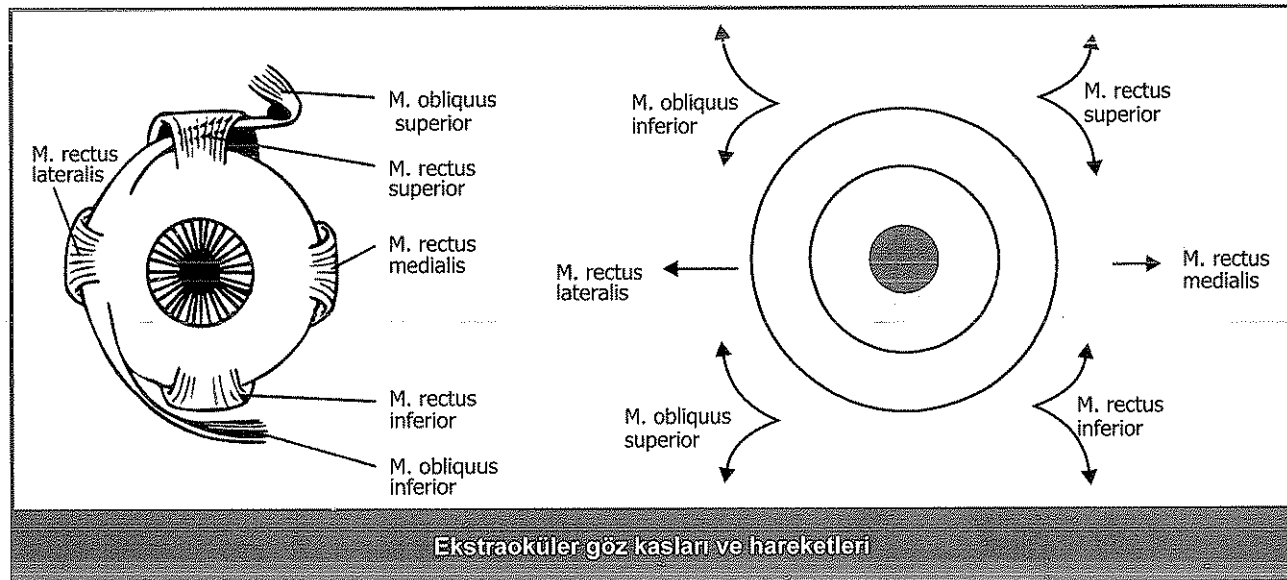 M. obliquus
superior
M. rectus
lateralis
M. rectus
superior
M. rectus
medialis
M. rectus
inferior
M. obliquus
inferior
M. obliquus
inferior
M. rectus
superior
M. rectus
lateralis
M. rectus
medialis
M. obliquus
superior
M. rectus
inferior
Ekstraoküler göz kasları ve hareketleri